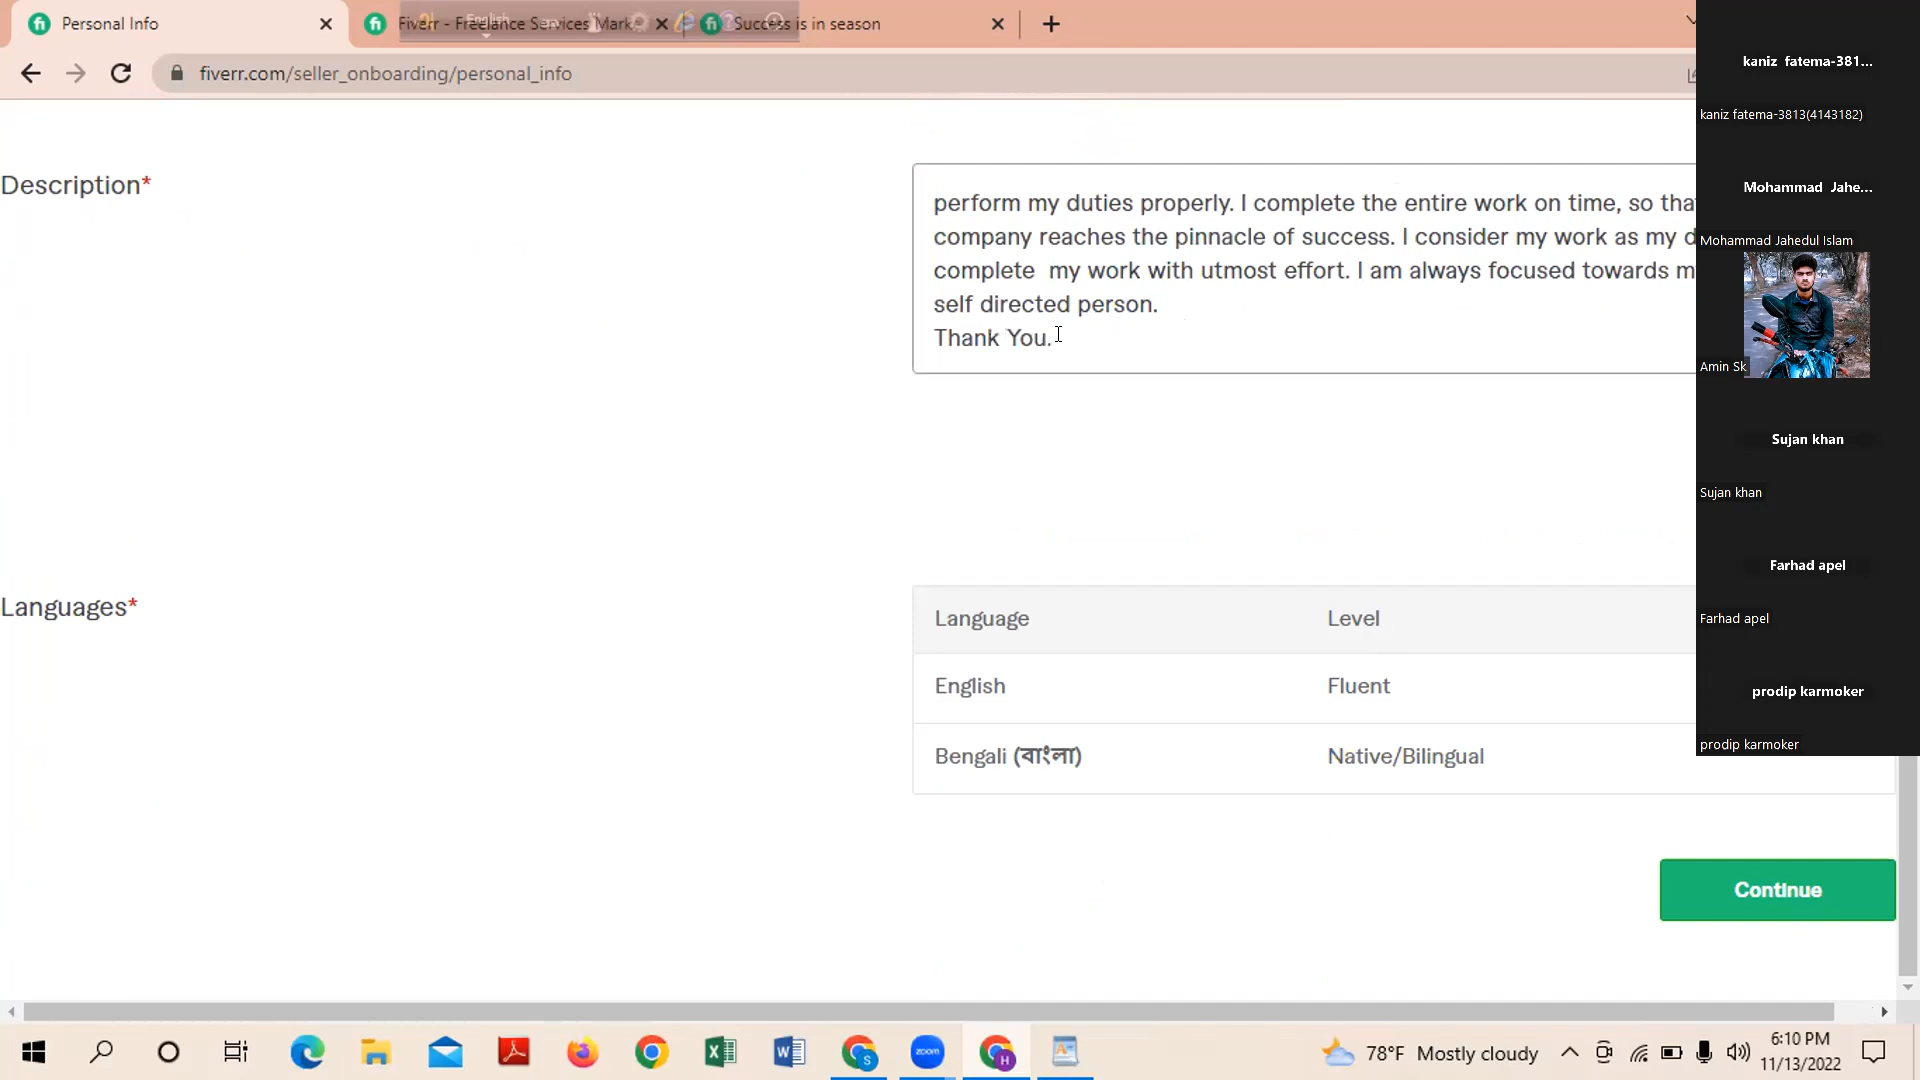 Personal Info
Fiverr - Freelance Services Mark
Success is in season
English
fiverr.com/seller_onboarding/personal_info
kaniz fatema-381...
kaniz fatema-3813(4143182)
Mohammad Jahe...
Mohammad Jahedul Islam
Amin Sk
Sujan khan
Sujan khan
Farhad apel
Farhad apel
prodip karmoker
prodip karmoker
Description*
perform my duties properly. I complete the entire work on time, so tha
company reaches the pinnacle of success. I consider my work as my d
complete my work with utmost effort. I am always focused towards m
self directed person.
Thank You.
Languages*
Language Level
English Fluent
Bengali (বাংলা) Native/Bilingual
Continue
zoom
S
H
78°F Mostly cloudy
6:10 PM
11/13/2022